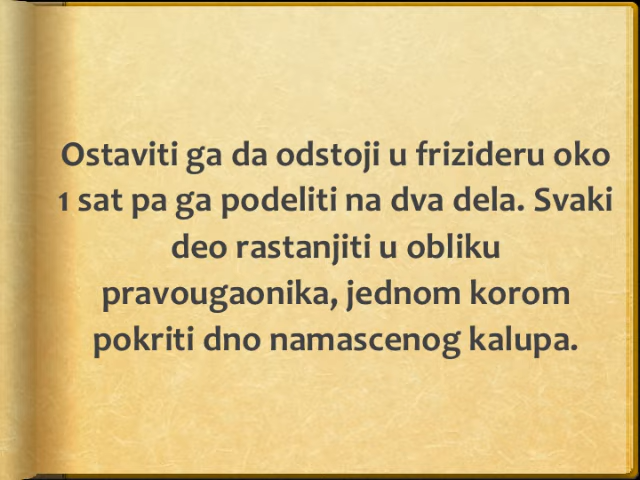 Ostaviti ga da odstoji u frizideru oko
1 sat pa ga podeliti na dva dela. Svaki
deo rastanjiti u obliku
pravougaonika, jednom korom
pokriti dno namascenog kalupa.